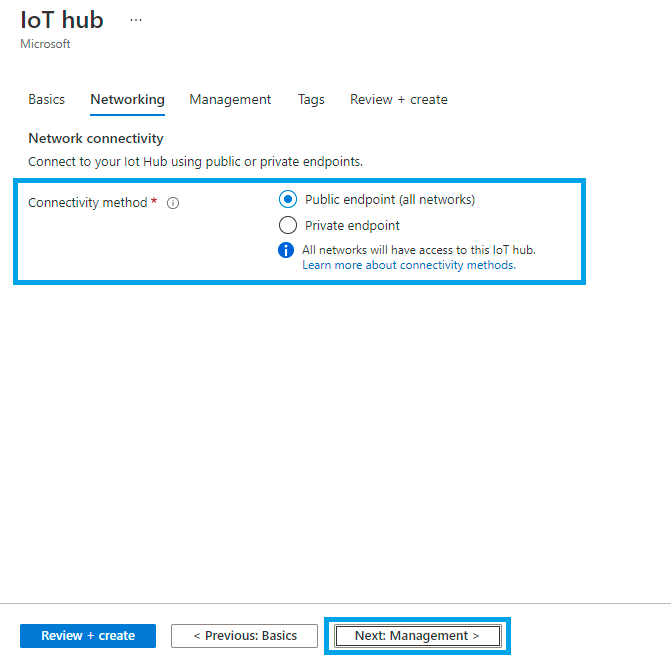 IoT hub ...
Microsoft
Basics Networking Management Tags Review + create
Network connectivity
Connect to your Iot Hub using public or private endpoints.
Connectivity method * i Public endpoint (all networks)
Private endpoint
i All networks will have access to this IoT hub.
Learn more about connectivity methods.
Review + create < Previous: Basics Next: Management >